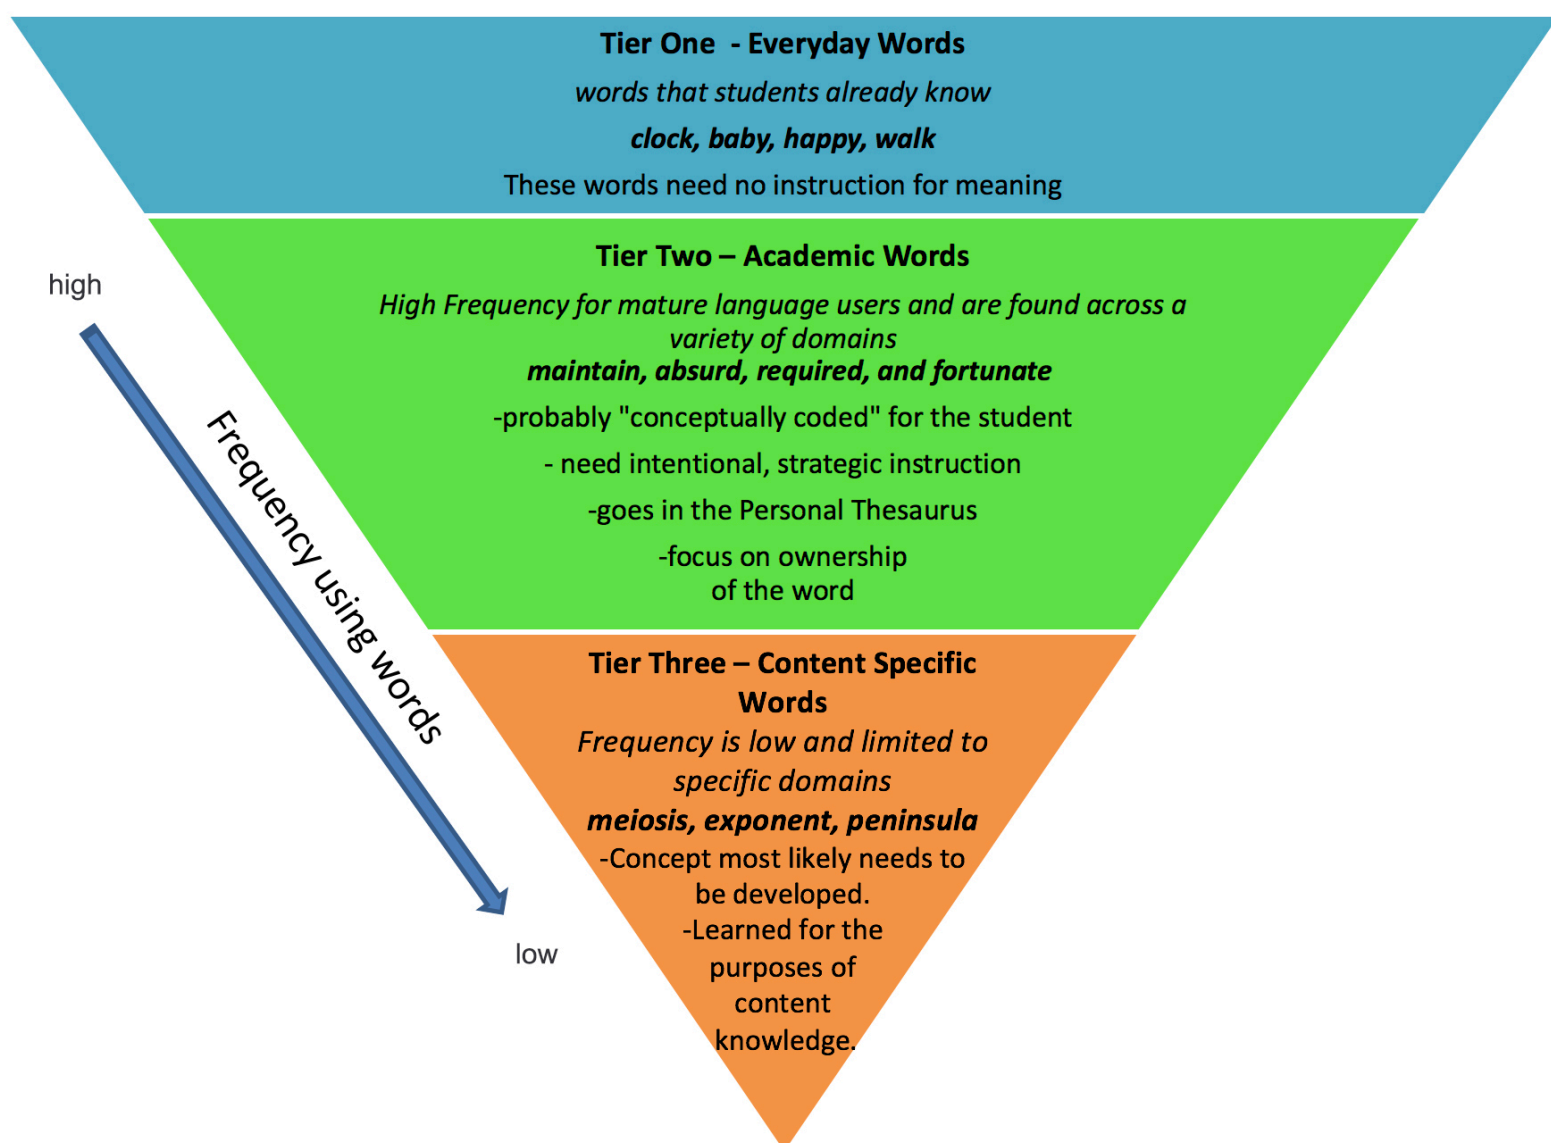 Tier One  - Everyday Words
words that students already know
clock, baby, happy, walk
These words need no instruction for meaning
Tier Two – Academic Words
High Frequency for mature language users and are found across a
variety of domains
maintain, absurd, required, and fortunate
-probably "conceptually coded" for the student
- need intentional, strategic instruction
-goes in the Personal Thesaurus
-focus on ownership
of the word
Tier Three – Content Specific
Words
Frequency is low and limited to
specific domains
meiosis, exponent, peninsula
-Concept most likely needs to
be developed.
-Learned for the
purposes of
content
knowledge.
high
Frequency using words
low